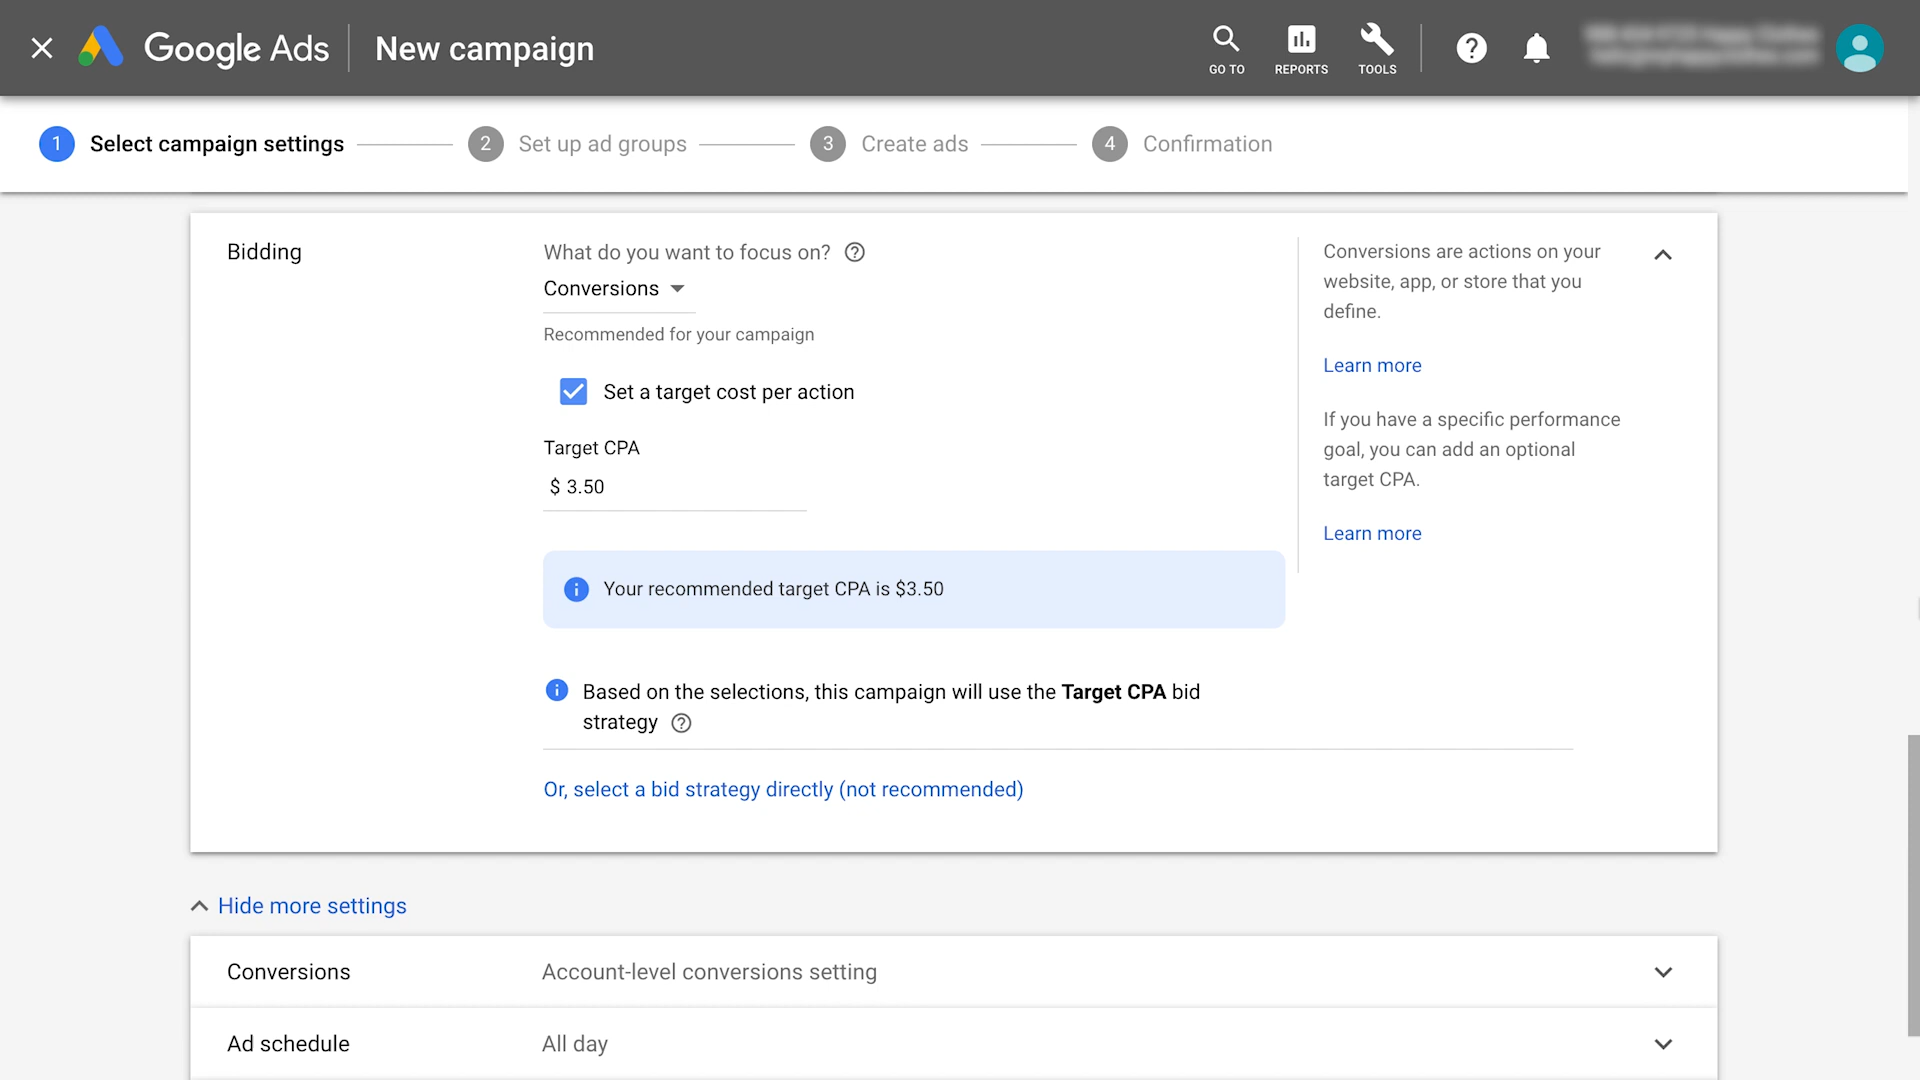 Google Ads
New campaign
GO TO
REPORTS
TOOLS
1 Select campaign settings
2 Set up ad groups
3 Create ads
4 Confirmation
Bidding
What do you want to focus on?
Conversions
Recommended for your campaign
Set a target cost per action
Target CPA
$ 3.50
Your recommended target CPA is $3.50
Based on the selections, this campaign will use the Target CPA bid
strategy
Or, select a bid strategy directly (not recommended)
Conversions are actions on your
website, app, or store that you
define.
Learn more
If you have a specific performance
goal, you can add an optional
target CPA.
Learn more
Hide more settings
Conversions
Account-level conversions setting
Ad schedule
All day